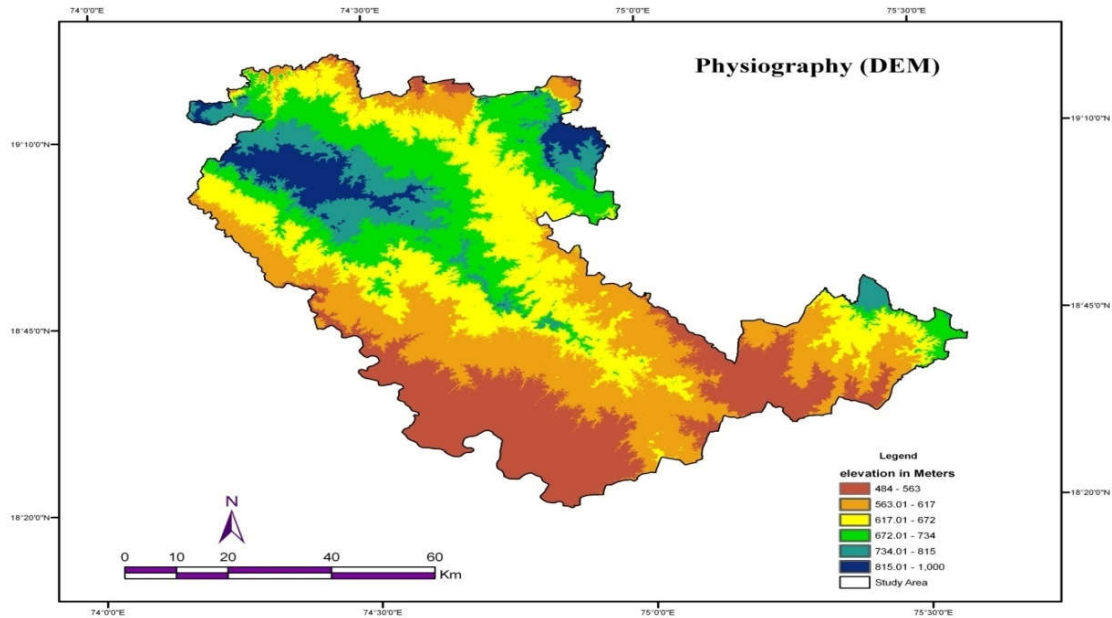 74°0'0"E 74°30'0"E 75°0'0"E 75°30'0"E
Physiography (DEM)
19°10'0"N 19°10'0"N
18°45'0"N 18°45'0"N
18°20'0"N 18°20'0"N
Legend
elevation in Meters
484 - 563
563.01 - 617
617.01 - 672
672.01 - 734
734.01 - 815
815.01 - 1,000
Study Area
N
0 10 20 40 60
Km
74°0'0"E 74°30'0"E 75°0'0"E 75°30'0"E